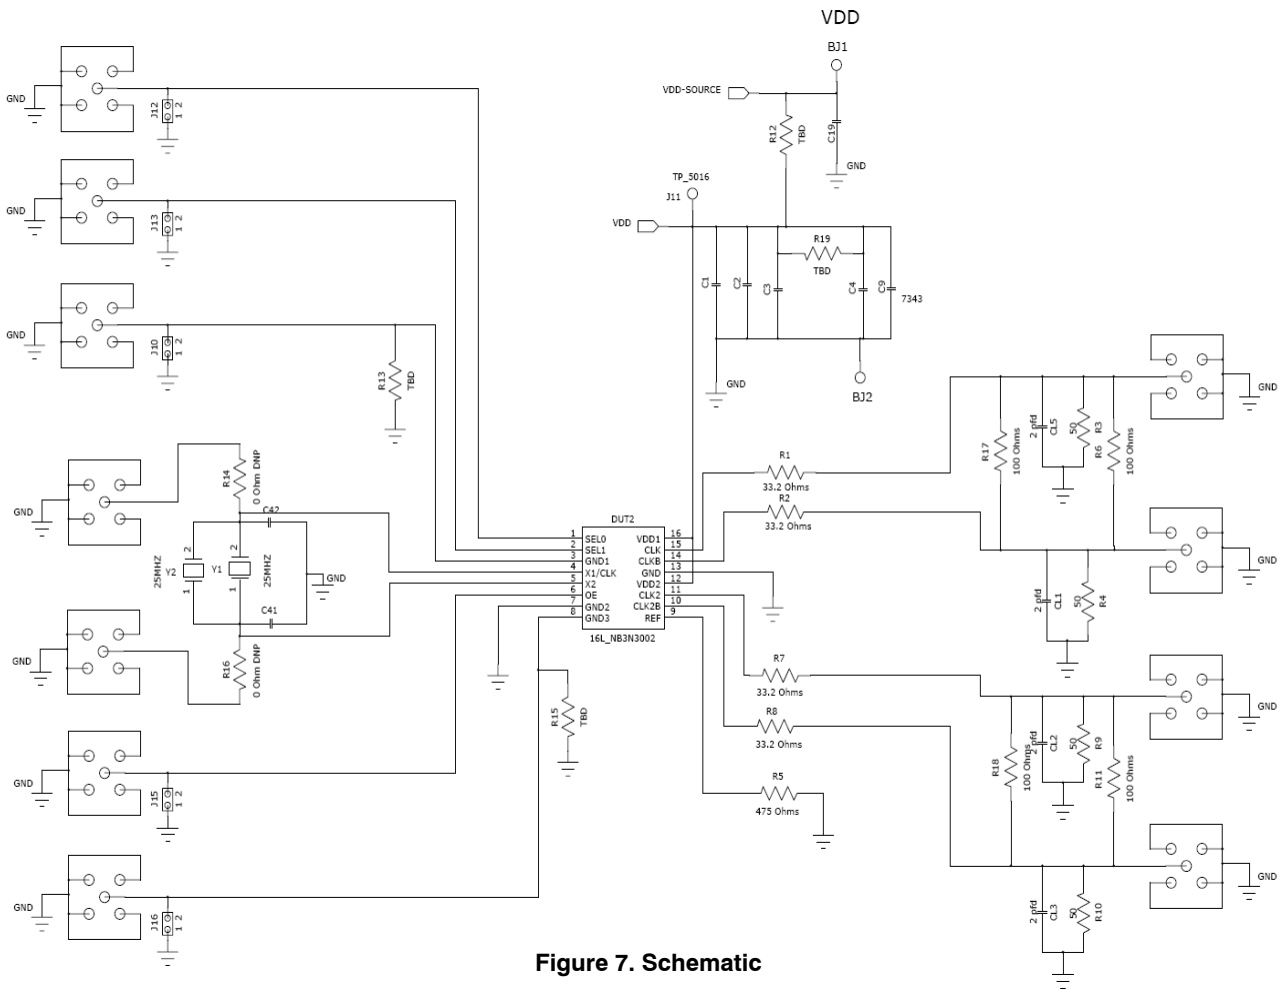 VDD
BJ1
VDD-SOURCE
R12
TBD
C19
GND
TP_5016
J11
VDD
R19
TBD
C1
C2
C3
C4
C9
7343
GND
BJ2
GND
J12
1 2
GND
J13
1 2
GND
J10
1 2
R13
TBD
GND
R14
0 Ohm DNP
C42
25MHZ
Y2
2
1
Y1
2
1
25MHZ
GND
C41
GND
R16
0 Ohm DNP
GND
J15
1 2
GND
J16
1 2
R15
TBD
DUT2
1 SEL0 VDD1 16
2 SEL1 CLK 15
3 GND1 CLKB 14
4 X1/CLK GND 13
5 X2 VDD2 12
6 OE CLK2 11
7 GND2 CLK2B 10
8 GND3 REF 9
16L_NB3N3002
R1
33.2 Ohms
R2
33.2 Ohms
R7
33.2 Ohms
R8
33.2 Ohms
R5
475 Ohms
R17
100 Ohms
2 pfd
CL5
50
R3
R6
100 Ohms
GND
2 pfd
CL1
50
R4
GND
R18
100 Ohms
2 pfd
CL2
50
R9
R11
100 Ohms
GND
2 pfd
CL3
50
R10
GND
Figure 7. Schematic